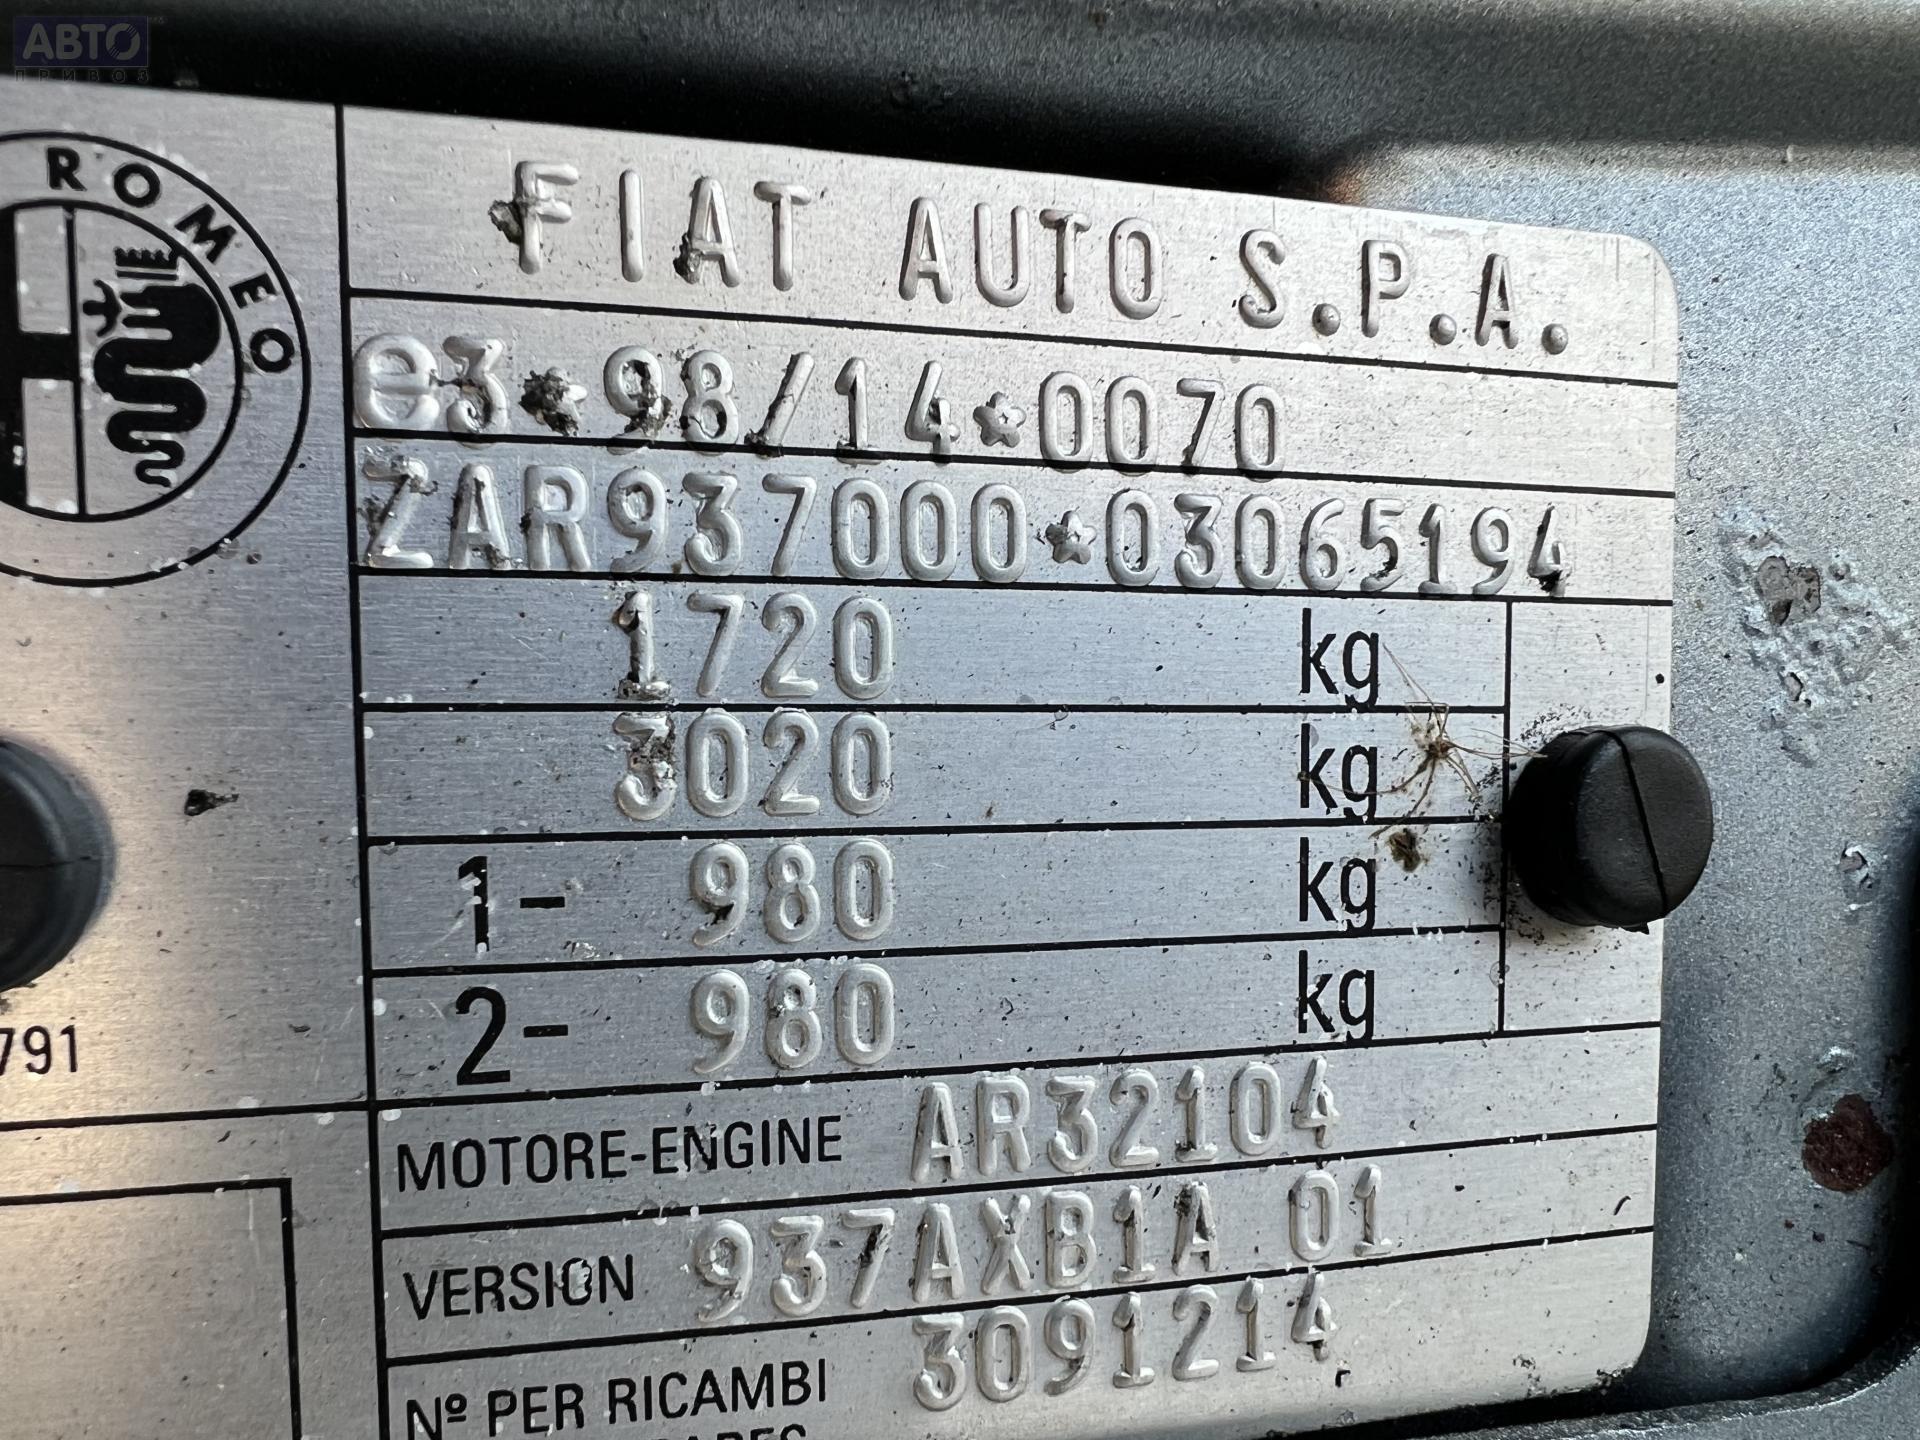 АВТО
ПРИВОЗ
ROMEO
FIAT AUTO S.P.A.
e3*98/14*0070
ZAR937000*03065194
1720 kg
3020 kg
1- 980 kg
2- 980 kg
791
MOTORE-ENGINE AR32104
VERSION 937AXB1A 01
Nº PER RICAMBI 3091214